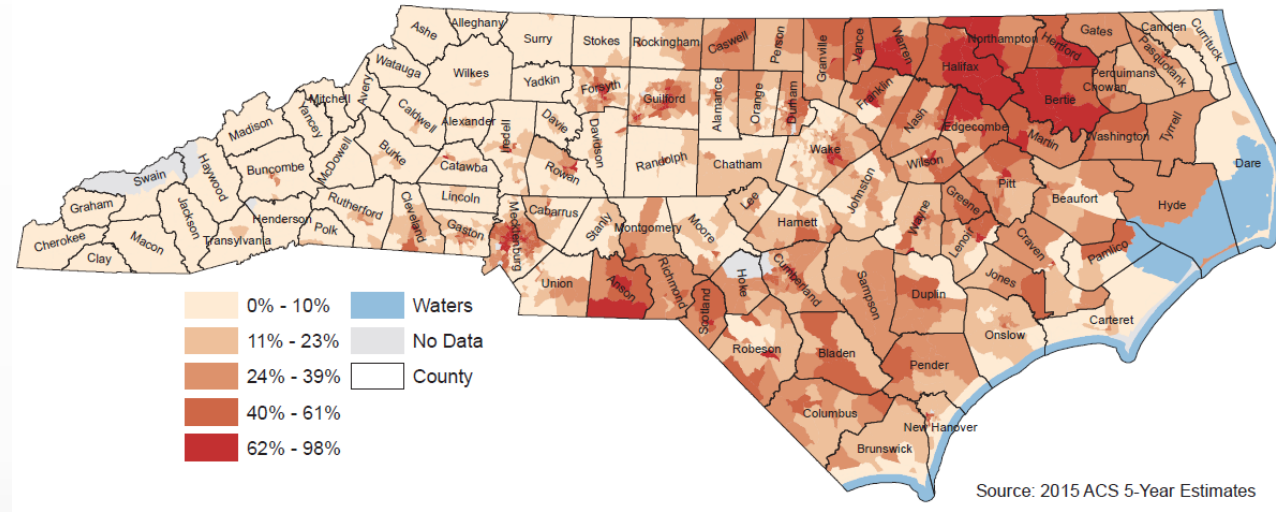 Ashe
Alleghany
Surry
Stokes
Rockingham
Caswell
Person
Granville
Vance
Warren
Northampton
Halifax
Hertford
Gates
Camden
Currituck
Pasquotank
Perquimans
Chowan
Bertie
Watauga
Wilkes
Yadkin
Forsyth
Guilford
Alamance
Orange
Durham
Franklin
Nash
Edgecombe
Martin
Washington
Tyrrell
Dare
Mitchell
Avery
Yancey
Caldwell
Alexander
Iredell
Davie
Davidson
Randolph
Chatham
Wake
Wilson
Pitt
Beaufort
Hyde
Madison
Buncombe
McDowell
Burke
Catawba
Rowan
Johnston
Greene
Wayne
Lenoir
Craven
Pamlico
Swain
Haywood
Graham
Jackson
Cherokee
Macon
Clay
Transylvania
Henderson
Polk
Rutherford
Cleveland
Lincoln
Gaston
Mecklenburg
Cabarrus
Stanly
Montgomery
Moore
Lee
Harnett
Union
Anson
Richmond
Scotland
Hoke
Cumberland
Sampson
Duplin
Jones
Onslow
Carteret
Robeson
Bladen
Pender
Columbus
New Hanover
Brunswick
0% - 10%
11% - 23%
24% - 39%
40% - 61%
62% - 98%
Waters
No Data
County
Source: 2015 ACS 5-Year Estimates